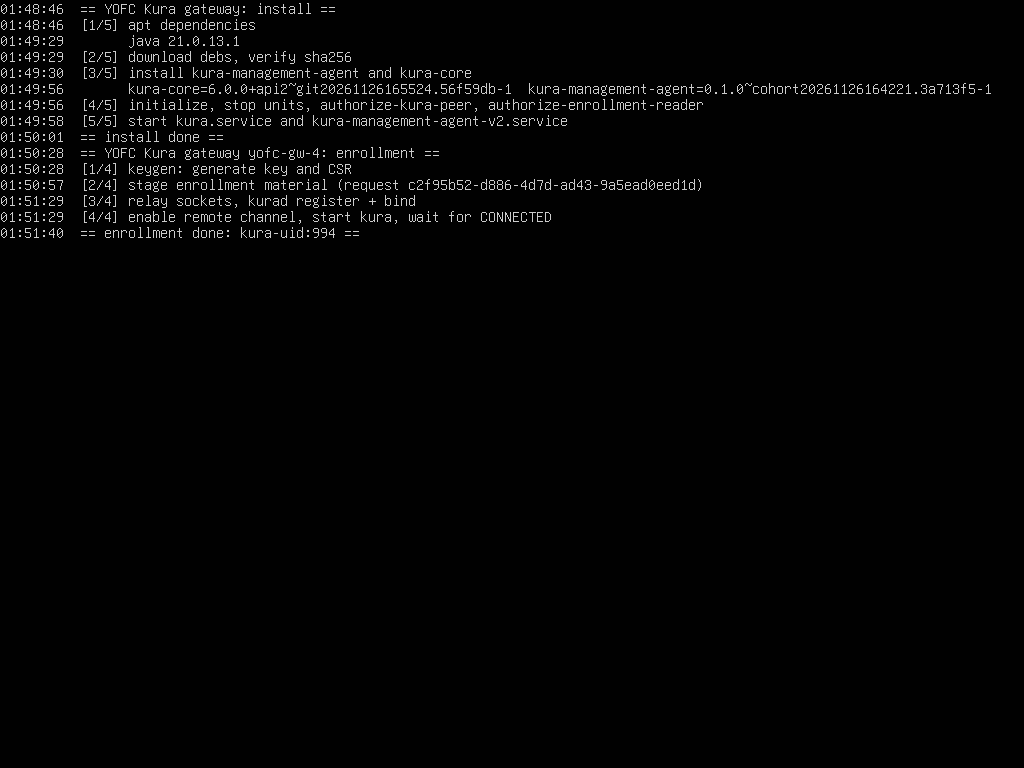 01:48:46  == YOFC Kura gateway: install ==
01:48:46  [1/5] apt dependencies
01:49:29        java 21.0.13.1
01:49:29  [2/5] download debs, verify sha256
01:49:30  [3/5] install kura-management-agent and kura-core
01:49:56        kura-core=6.0.0+api2~git20261126165524.56f59db-1  kura-management-agent=0.1.0~cohort20261126164221.3a713f5-1
01:49:56  [4/5] initialize, stop units, authorize-kura-peer, authorize-enrollment-reader
01:49:58  [5/5] start kura.service and kura-management-agent-v2.service
01:50:01  == install done ==
01:50:28  == YOFC Kura gateway yofc-gw-4: enrollment ==
01:50:28  [1/4] keygen: generate key and CSR
01:50:57  [2/4] stage enrollment material (request c2f95b52-d886-4d7d-ad43-9a5ead0eed1d)
01:51:29  [3/4] relay sockets, kurad register + bind
01:51:29  [4/4] enable remote channel, start kura, wait for CONNECTED
01:51:40  == enrollment done: kura-uid:994 ==